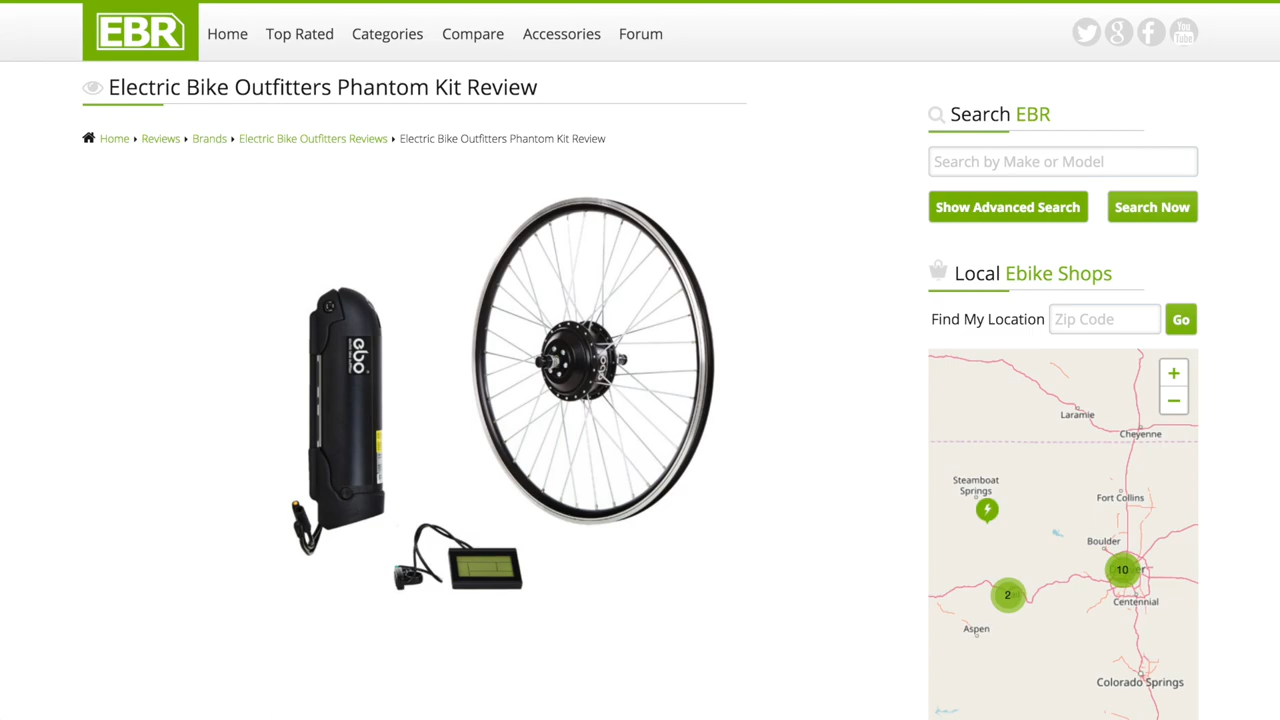 EBR
Home Top Rated Categories Compare Accessories Forum
You
Tube
Electric Bike Outfitters Phantom Kit Review
Home Reviews Brands Electric Bike Outfitters Reviews Electric Bike Outfitters Phantom Kit Review
ebo
Search EBR
Search by Make or Model
Show Advanced Search Search Now
Local Ebike Shops
Find My Location Zip Code Go
+
−
Laramie
Cheyenne
Steamboat
Springs
Fort Collins
Boulder
10
2
Centennial
Aspen
Colorado Springs